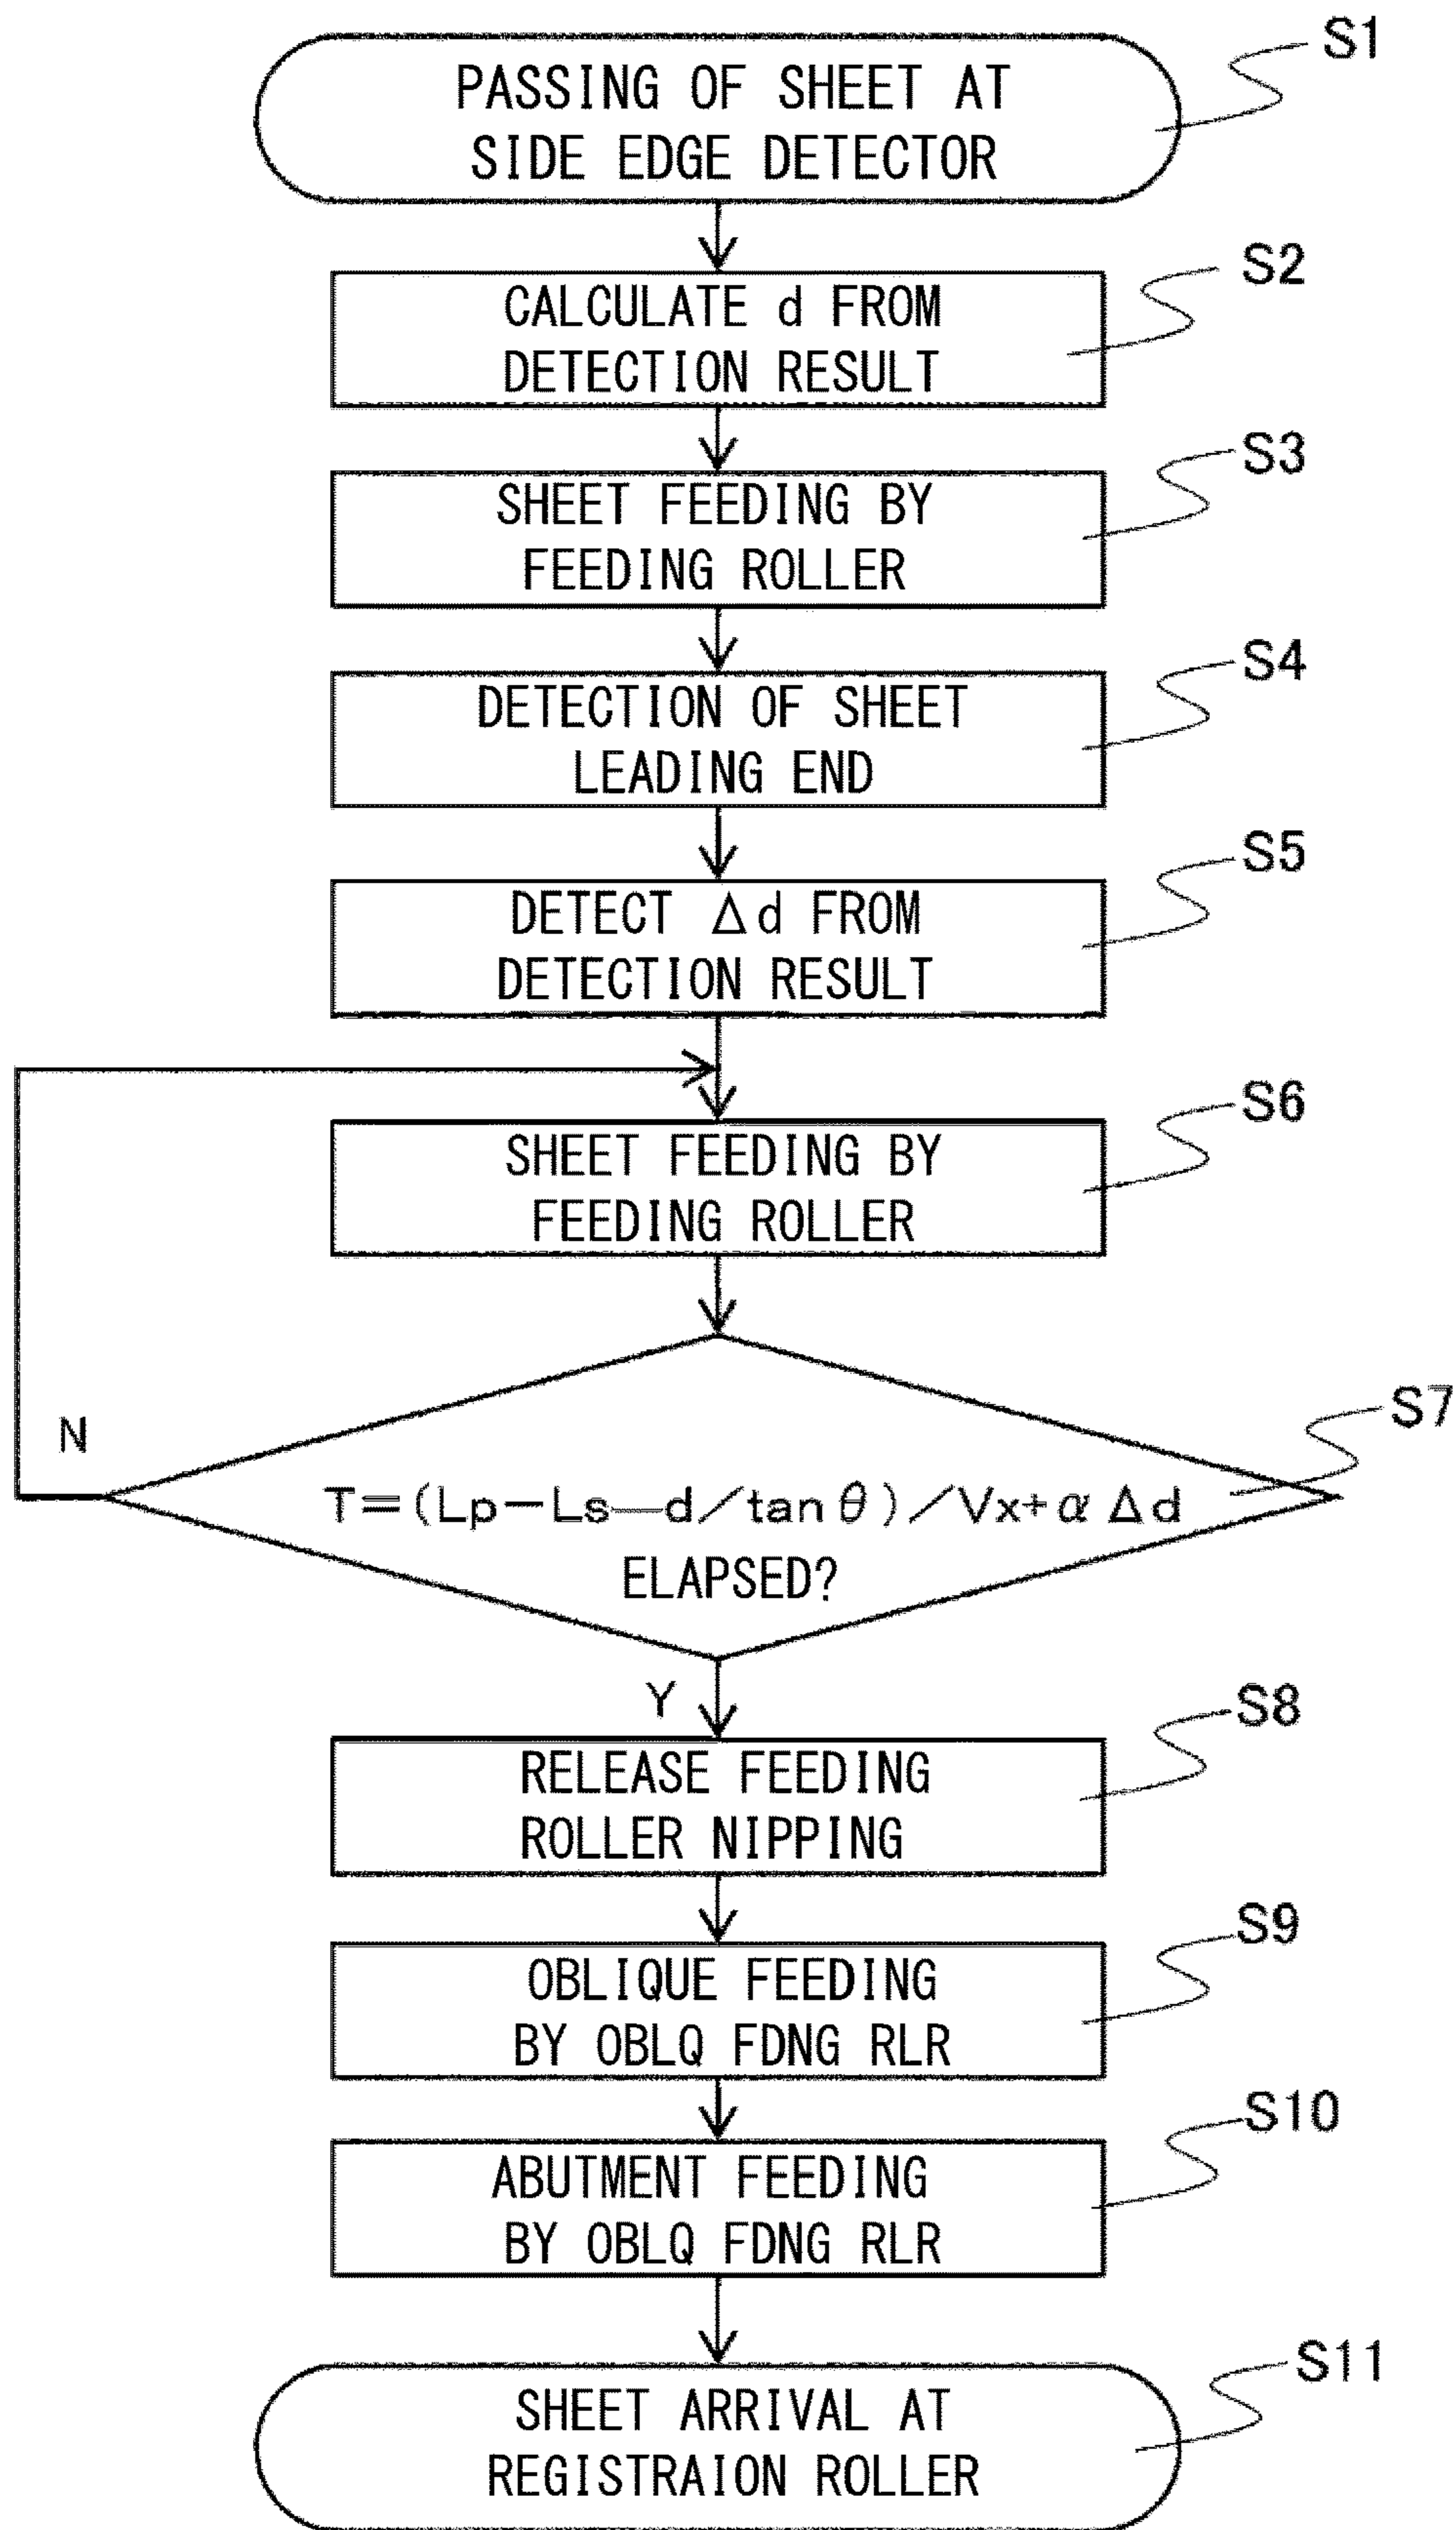 S1
PASSING OF SHEET AT
SIDE EDGE DETECTOR
S2
CALCULATE d FROM
DETECTION RESULT
S3
SHEET FEEDING BY
FEEDING ROLLER
S4
DETECTION OF SHEET
LEADING END
S5
DETECT Δd FROM
DETECTION RESULT
S6
SHEET FEEDING BY
FEEDING ROLLER
S7
N
T=(Lp-Ls-d/tanθ)/Vx+αΔd
ELAPSED?
Y
S8
RELEASE FEEDING
ROLLER NIPPING
S9
OBLIQUE FEEDING
BY OBLQ FDNG RLR
S10
ABUTMENT FEEDING
BY OBLQ FDNG RLR
S11
SHEET ARRIVAL AT
REGISTRAION ROLLER